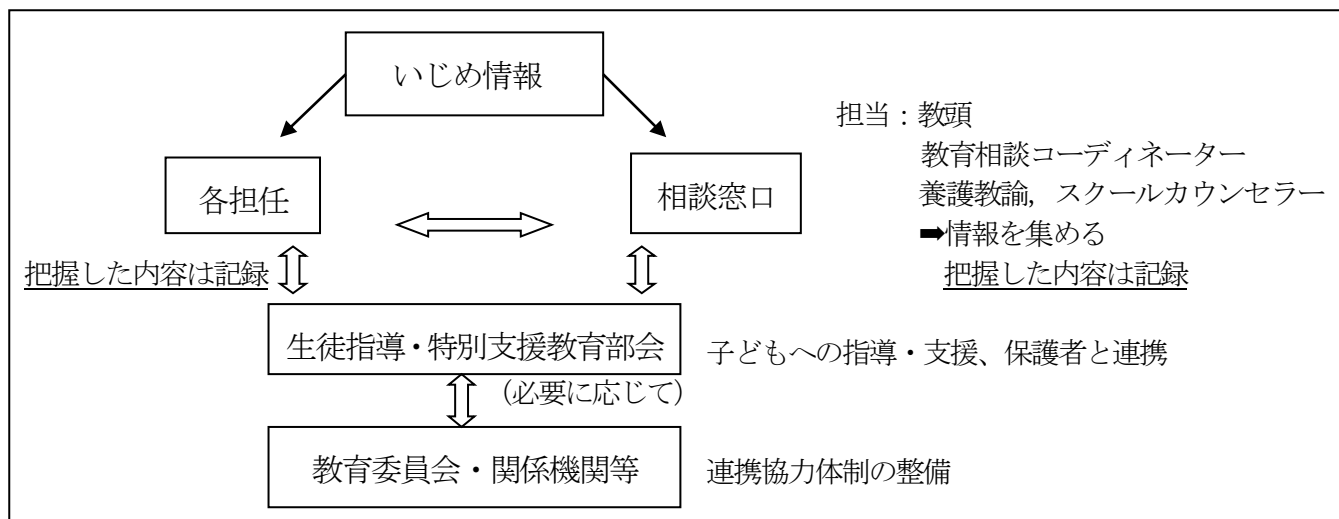 いじめ情報
担当：教頭
教育相談コーディネーター
各担任
相談窓口
養護教諭，スクールカウンセラー
➡情報を集める
把握した内容は記録
把握した内容は記録
生徒指導・特別支援教育部会
子どもへの指導・支援、保護者と連携
（必要に応じて）
教育委員会・関係機関等
連携協力体制の整備